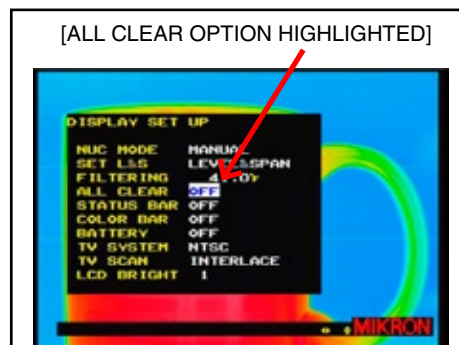 [ALL CLEAR OPTION HIGHLIGHTED]
DISPLAY SET UP
NUC MODE MANUAL
SET L&S LEVEL&SPAN
FILTERING
ALL CLEAR OFF
STATUS BAR OFF
COLOR BAR OFF
BATTERY OFF
TV SYSTEM NTSC
TV SCAN INTERLACE
LCD BRIGHT 1
MIKRON